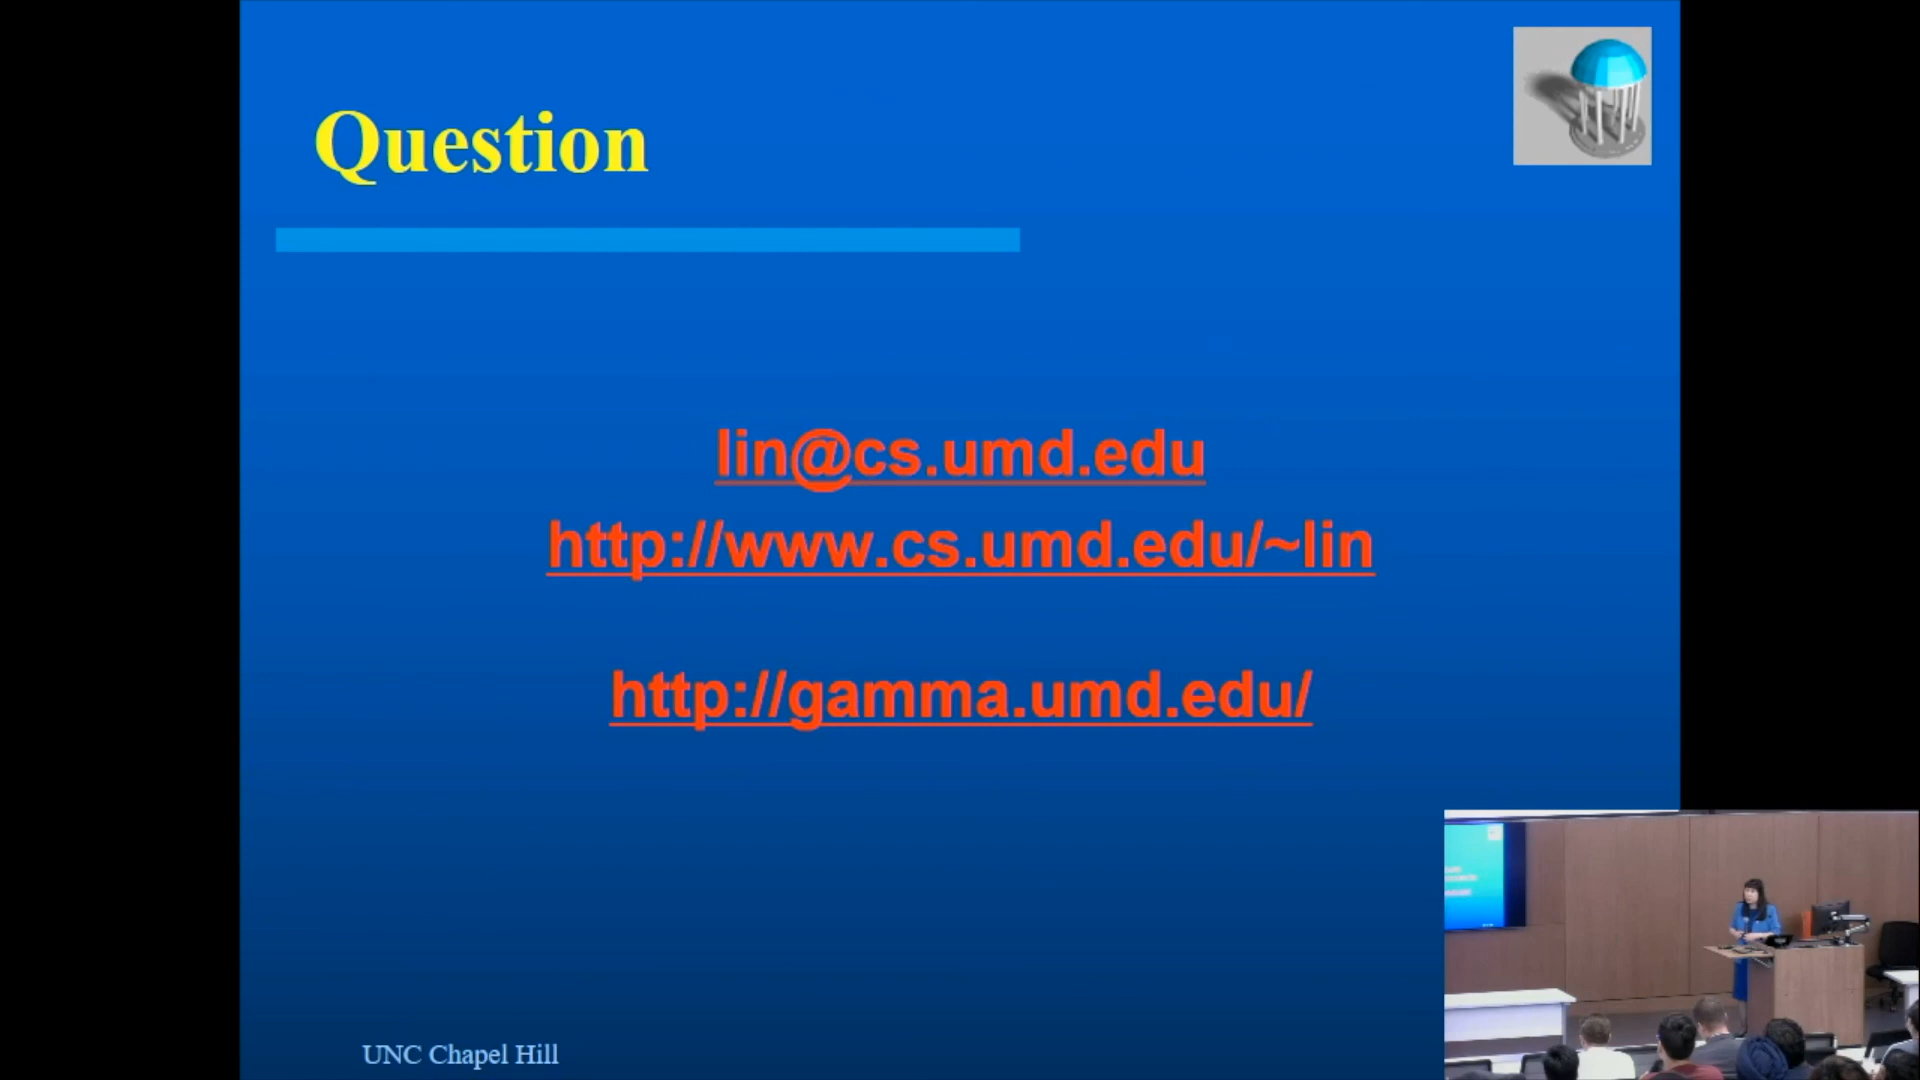 Question
lin@cs.umd.edu
http://www.cs.umd.edu/~lin
http://gamma.umd.edu/
UNC Chapel Hill